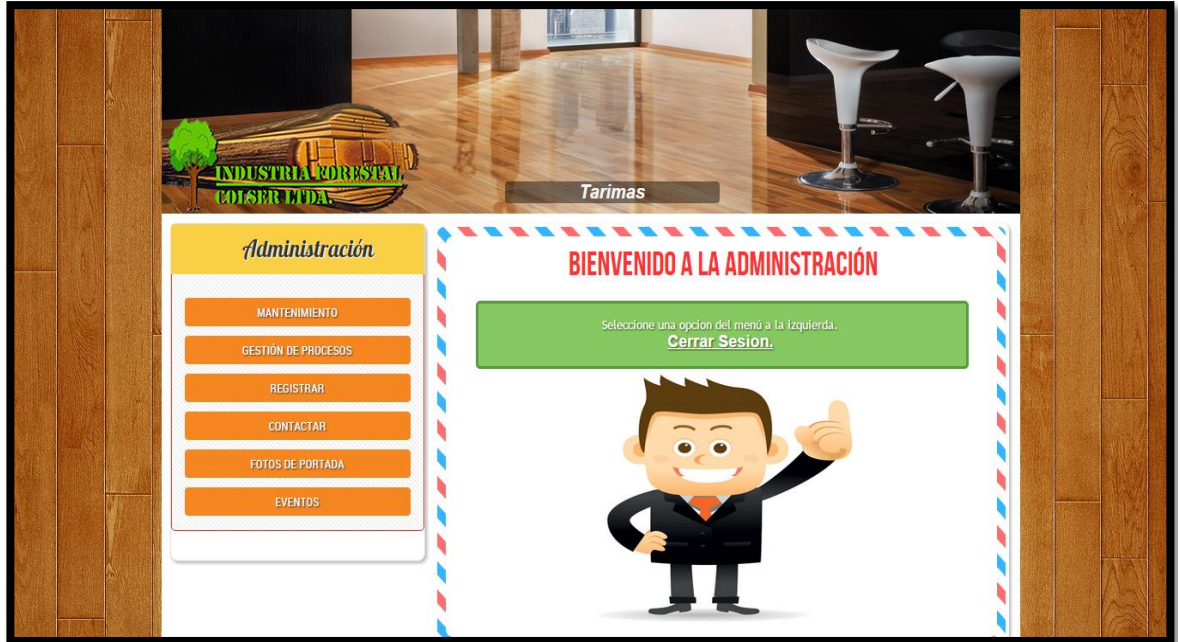 INDUSTRIA FORESTAL
COLSER LTDA.
Tarimas
Administración
MANTENIMIENTO
GESTIÓN DE PROCESOS
REGISTRAR
CONTACTAR
FOTOS DE PORTADA
EVENTOS
BIENVENIDO A LA ADMINISTRACIÓN
Seleccione una opcion del menú a la izquierda.
Cerrar Sesion.